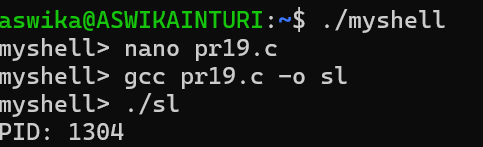 aswika@ASWIKAINTURI:~$ ./myshell
myshell> nano pr19.c
myshell> gcc pr19.c -o sl
myshell> ./sl
PID: 1304